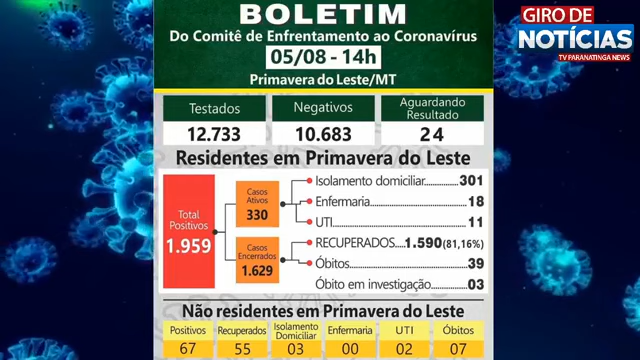 BOLETIM
Do Comitê de Enfrentamento ao Coronavírus
05/08 - 14h
Primavera do Leste/MT
GIRO DE
NOTÍCIAS
TV PARANATINGA NEWS
Testados
12.733
Negativos
10.683
Aguardando
Resultado
24
Residentes em Primavera do Leste
Total
Positivos
1.959
Casos
Ativos
330
Isolamento domiciliar...............301
Enfermaria...............18
UTI...............11
Casos
Encerrados
1.629
RECUPERADOS...1.590(81,16%)
Óbitos...............39
Óbito em investigação...............03
Não residentes em Primavera do Leste
Positivos
67
Recuperados
55
Isolamento
Domiciliar
03
Enfermaria
00
UTI
02
Óbitos
07